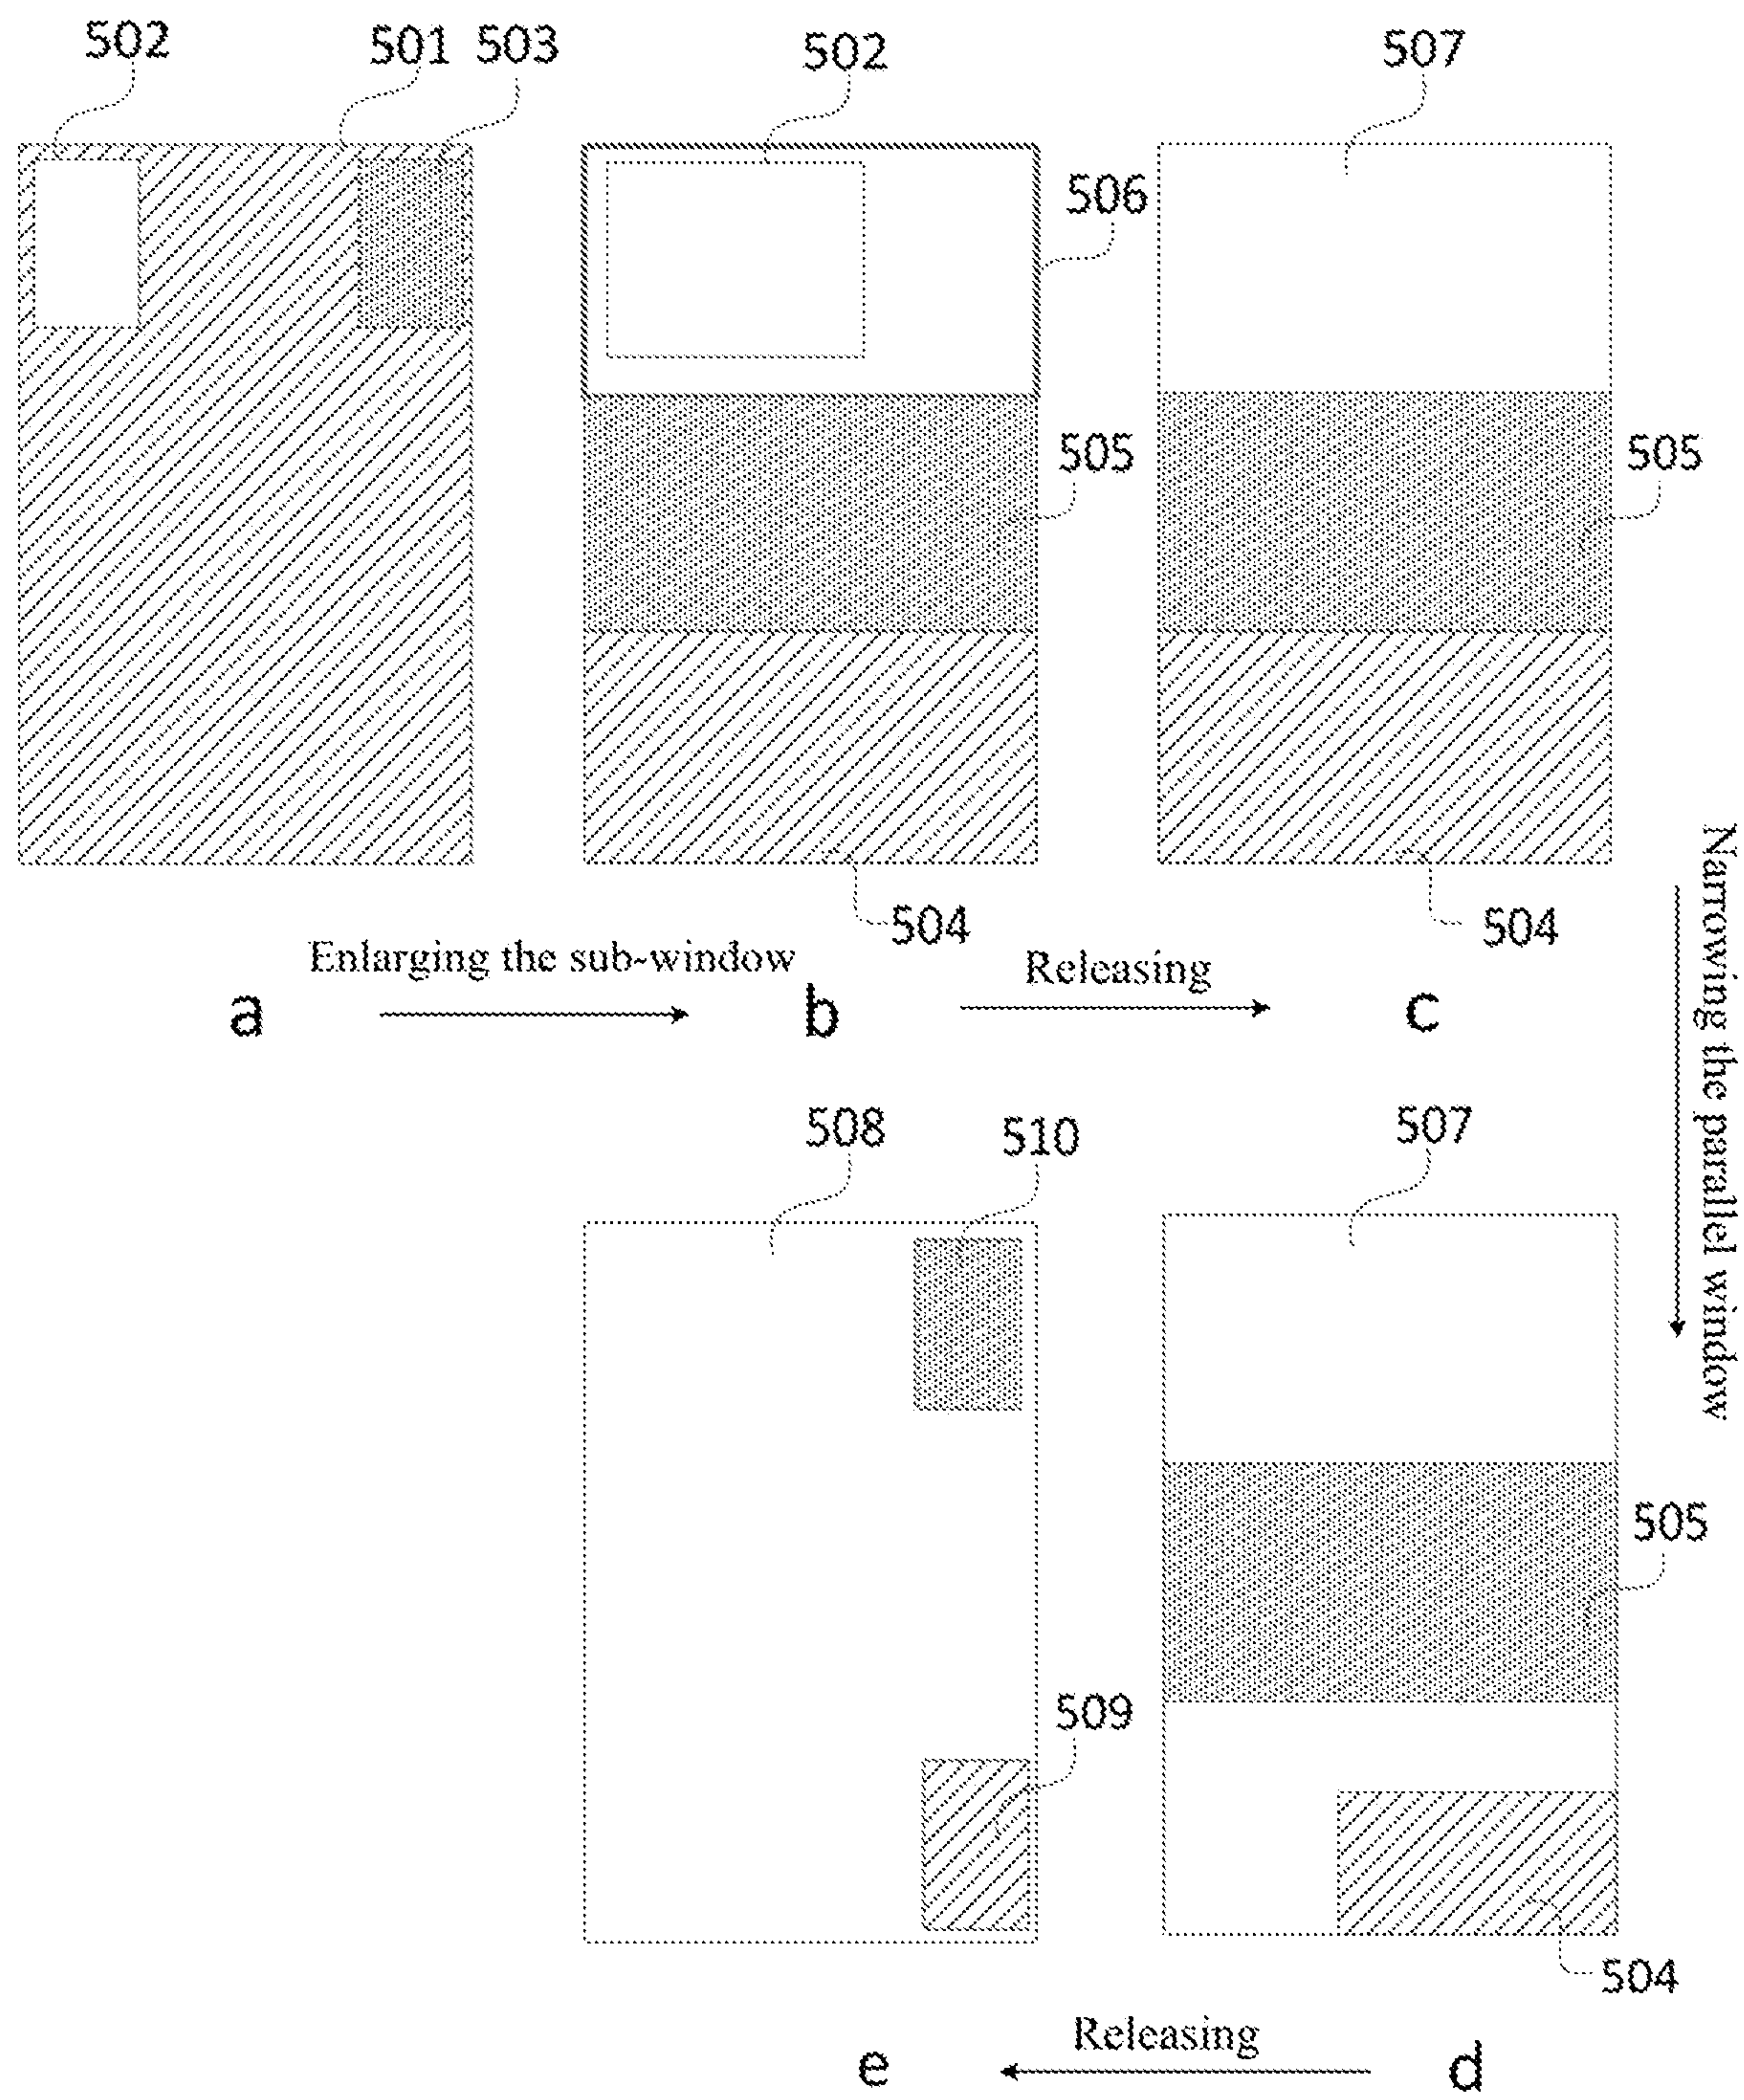 502
501
503
502
507
506
505
505
504
504
Enlarging the sub-window
Releasing
a
b
c
Narrowing the parallel window
508
510
507
505
509
504
Releasing
e
d